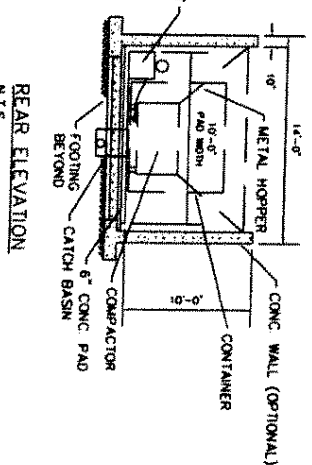 14'-0"
10"
CONC. WALL (OPTIONAL)
METAL HOPPER
10'-0"
PAD WIDTH
CONTAINER
10'-0"
COMPACTOR
6" CONC. PAD
CATCH BASIN
FOOTING
BEYOND
REAR ELEVATION
N.T.S.